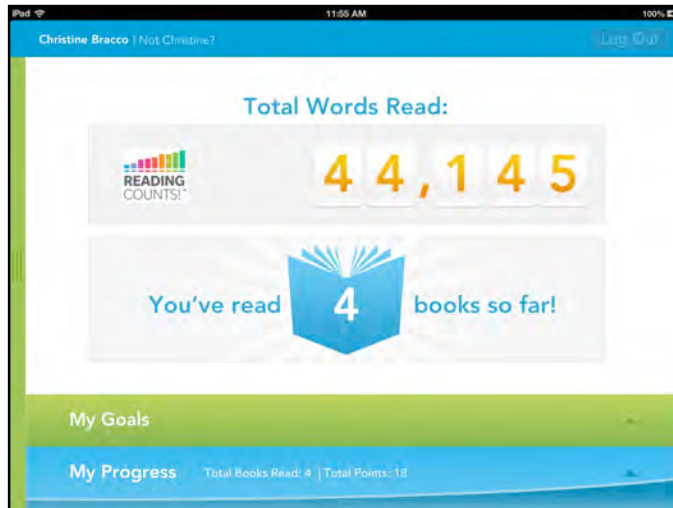 iPad 11:55 AM 100%
Christine Bracco | Not Christine? Log Out
Total Words Read:
READING
COUNTS!™
44,145
You've read 4 books so far!
My Goals
My Progress Total Books Read: 4 | Total Points: 18